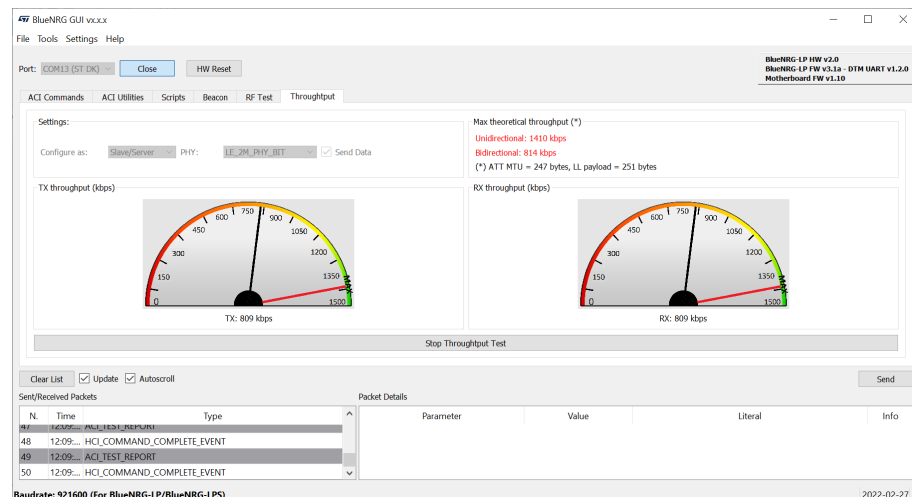 BlueNRG GUI vx.x.x
File Tools Settings Help
Port: COM13 (ST DK) Close HW Reset
BlueNRG-LP HW v2.0
BlueNRG-LP FW v3.1a - DTM UART v1.2.0
Motherboard FW v1.10
ACI Commands ACI Utilities Scripts Beacon RF Test Throughtput
Settings:
Configure as: Slave/Server PHY: LE_2M_PHY_BIT Send Data
Max theoretical throughput (*)
Unidirectional: 1410 kbps
Bidirectional: 814 kbps
(*) ATT MTU = 247 bytes, LL payload = 251 bytes
TX throughput (kbps)
0 150 300 450 600 750 900 1050 1200 1350 1500 MAX
TX: 809 kbps
RX throughput (kbps)
0 150 300 450 600 750 900 1050 1200 1350 1500 MAX
RX: 809 kbps
Stop Throughtput Test
Clear List Update Autoscroll Send
Sent/Received Packets
N. Time Type
47 12:09:... ACI_TEST_REPORT
48 12:09:... HCI_COMMAND_COMPLETE_EVENT
49 12:09:... ACI_TEST_REPORT
50 12:09:... HCI_COMMAND_COMPLETE_EVENT
Packet Details
Parameter Value Literal Info
Baudrate: 921600 (For BlueNRG-LP/BlueNRG-LPS) 2022-02-27